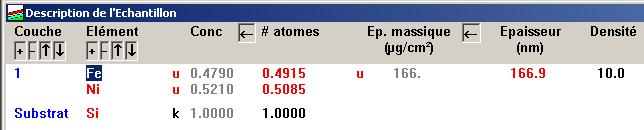 Description de l'Echantillon
Couche Elément Conc # atomes Ep. massique Epaisseur Densité
(µg/cm²) (nm)
+ - ↑ ↓ + - ↑ ↓ ← ←
1 Fe u 0.4790 0.4915 u 166. 166.9 10.0
Ni u 0.5210 0.5085
Substrat Si k 1.0000 1.0000